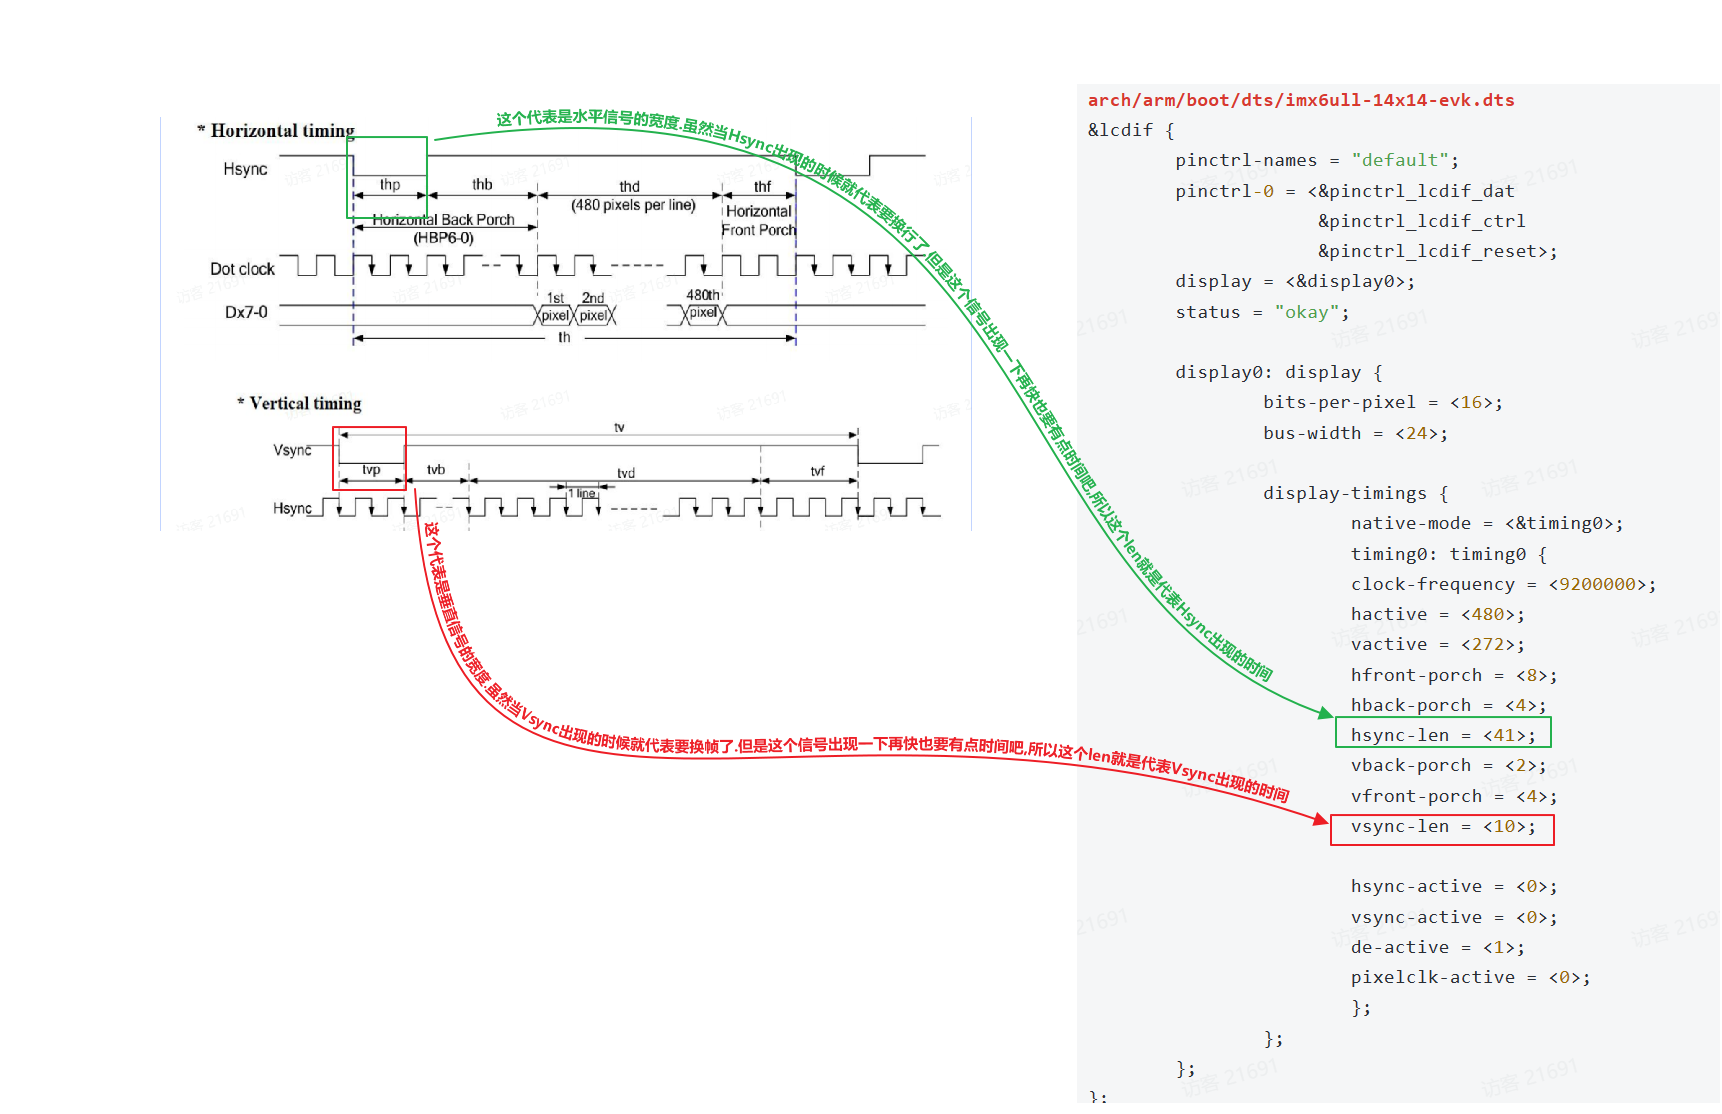 * Horizontal timing
Hsync
thp
thb
thd
(480 pixels per line)
thf
Horizontal Back Porch
(HBP6-0)
Horizontal
Front Porch
Dot clock
Dx7-0
1st
pixel
2nd
pixel
480th
pixel
th
* Vertical timing
tv
Vsync
tvp
tvb
tvd
tvf
1 line
Hsync
这个代表是水平信号的宽度.虽然当Hsync出现的时候就代表要换行了,但是这个信号出现一下再快也要有点时间吧,所以这个len就是代表Hsync出现的时间
这个代表是垂直信号的宽度.虽然当Vsync出现的时候就代表要换帧了.但是这个信号出现一下再快也要有点时间吧,所以这个len就是代表Vsync出现的时间
arch/arm/boot/dts/imx6ull-14x14-evk.dts
&lcdif {
pinctrl-names = "default";
pinctrl-0 = <&pinctrl_lcdif_dat
&pinctrl_lcdif_ctrl
&pinctrl_lcdif_reset>;
display = <&display0>;
status = "okay";
display0: display {
bits-per-pixel = <16>;
bus-width = <24>;
display-timings {
native-mode = <&timing0>;
timing0: timing0 {
clock-frequency = <9200000>;
hactive = <480>;
vactive = <272>;
hfront-porch = <8>;
hback-porch = <4>;
hsync-len = <41>;
vback-porch = <2>;
vfront-porch = <4>;
vsync-len = <10>;
hsync-active = <0>;
vsync-active = <0>;
de-active = <1>;
pixelclk-active = <0>;
};
};
};
};
访客 21691